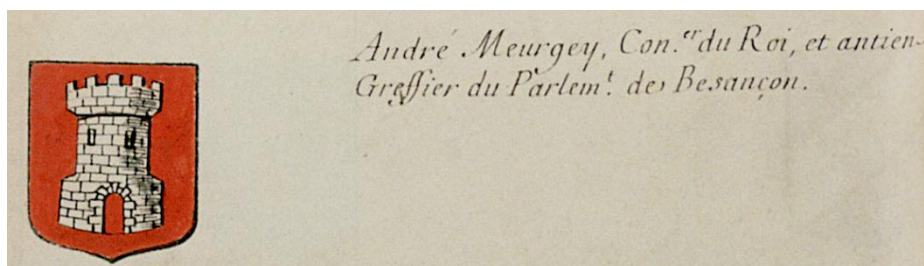 André Meurgey, Con.er du Roi, et antien
Greffier du Parlem.t de Besançon.